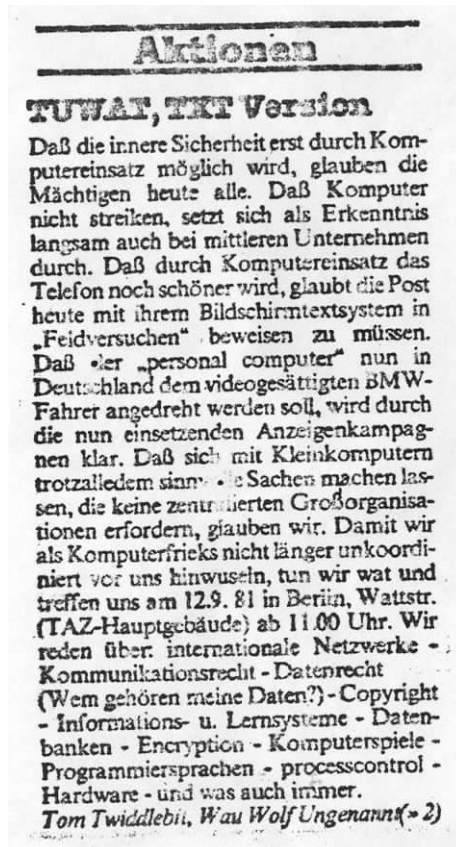 Aktionen
TUWAT, TXT Version
Daß die innere Sicherheit erst durch Kom-
putereinsatz möglich wird, glauben die
Mächtigen heute alle. Daß Komputer
nicht streiken, setzt sich als Erkenntnis
langsam auch bei mittleren Unternehmen
durch. Daß durch Komputereinsatz das
Telefon noch schöner wird, glaubt die Post
heute mit ihrem Bildschirmtextsystem in
„Feldversuchen“ beweisen zu müssen.
Daß der „personal computer“ nun in
Deutschland dem videogesättigten BMW-
Fahrer angedreht werden soll, wird durch
die nun einsetzenden Anzeigenkampag-
nen klar. Daß sich mit Kleinkomputern
trotzalledem Sachen machen las-
sen, die keine zentralisierten Großorganisa-
tionen erfordern, glauben wir. Damit wir
als Komputerfrieks nicht länger unkoordi-
niert vor uns hinwuseln, tun wir wat und
treffen uns am 12.9. 81 in Berlin, Wattstr.
(TAZ-Hauptgebäude) ab 11.00 Uhr. Wir
reden über: internationale Netzwerke -
Kommunikationsrecht - Datenrecht
(Wem gehören meine Daten?) - Copyright
- Informations- u. Lernsysteme - Daten-
banken - Encryption - Komputerspiele -
Programmiersprachen - processcontrol -
Hardware - und was auch immer.
Tom Twiddlebit, Wau Wolf Ungenannt(» 2)